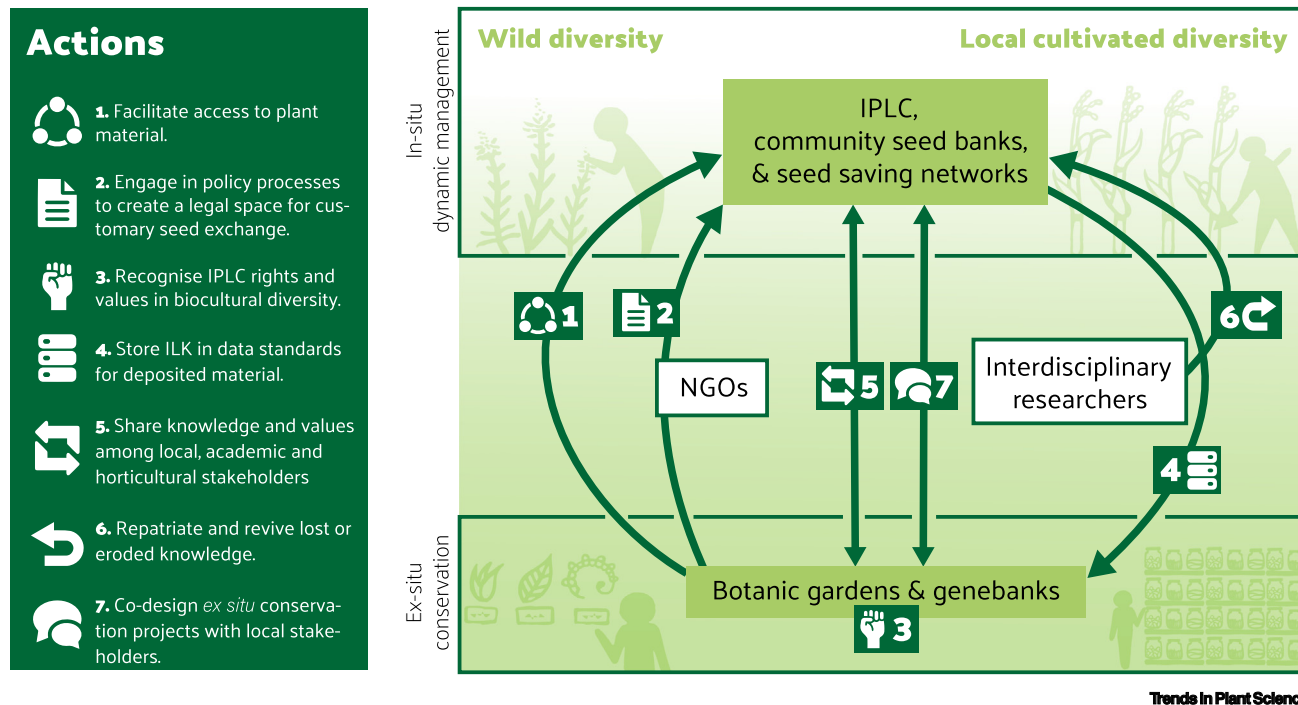 Actions
1. Facilitate access to plant
material.
2. Engage in policy processes
to create a legal space for cus-
tomary seed exchange.
3. Recognise IPLC rights and
values in biocultural diversity.
4. Store ILK in data standards
for deposited material.
5. Share knowledge and values
among local, academic and
horticultural stakeholders
6. Repatriate and revive lost or
eroded knowledge.
7. Co-design ex situ conserva-
tion projects with local stake-
holders.
In-situ
dynamic management
Ex-situ
conservation
Wild diversity
Local cultivated diversity
IPLC,
community seed banks,
& seed saving networks
1
2
6
NGOs
5
7
Interdisciplinary
researchers
4
Botanic gardens & genebanks
3
Trends in Plant Scienc